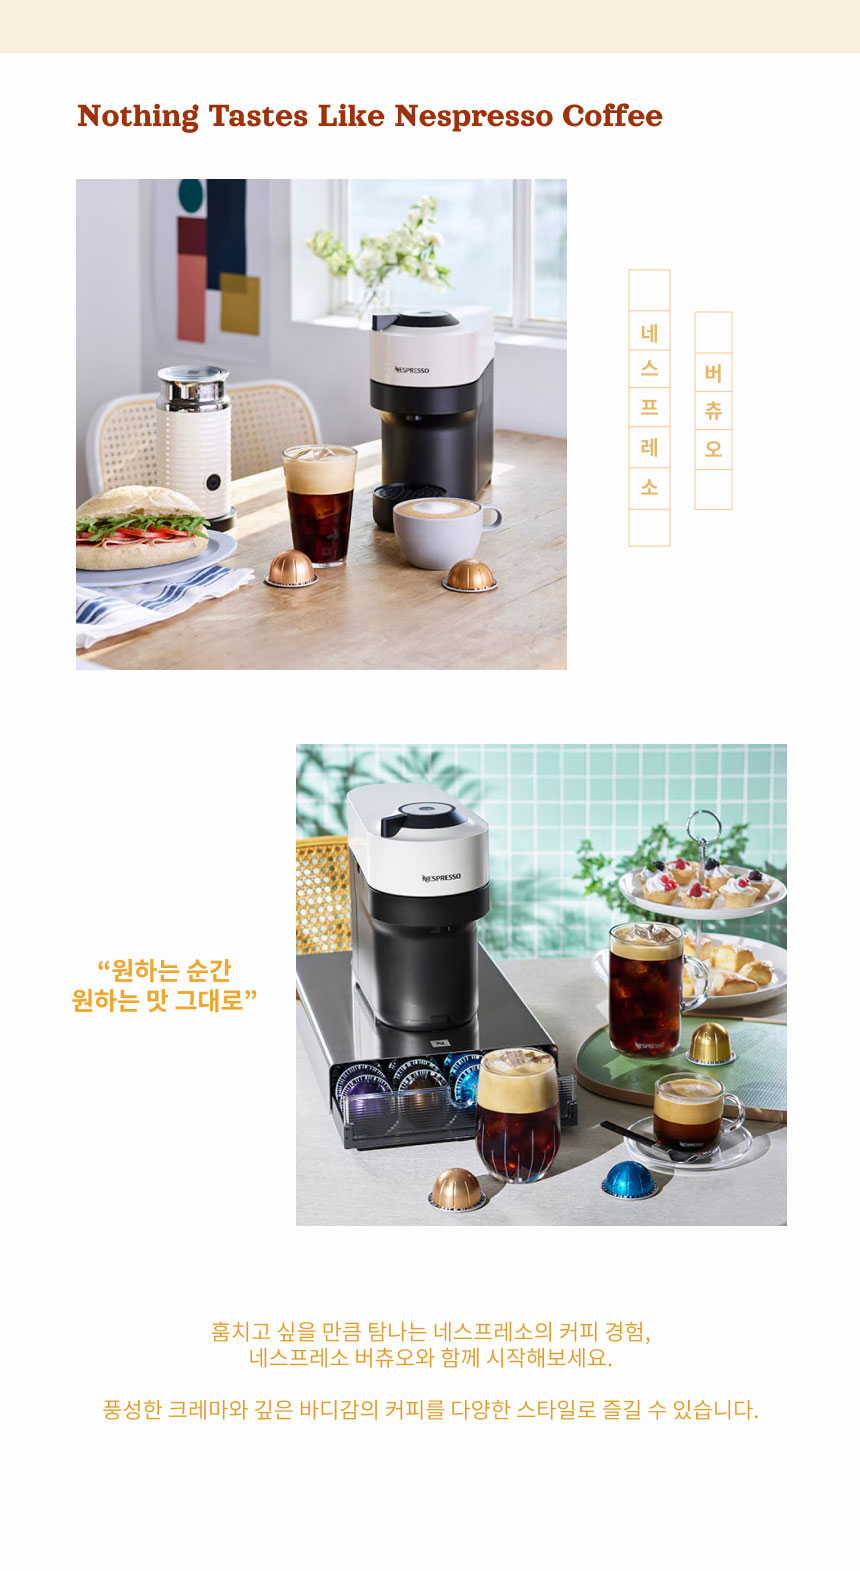 Nothing Tastes Like Nespresso Coffee
NESPRESSO
네스프레소
버츄오
NESPRESSO
“원하는 순간
원하는 맛 그대로”
NESPRESSO
NESPRESSO
훔치고 싶을 만큼 탐나는 네스프레소의 커피 경험,
네스프레소 버츄오와 함께 시작해보세요.
풍성한 크레마와 깊은 바디감의 커피를 다양한 스타일로 즐길 수 있습니다.